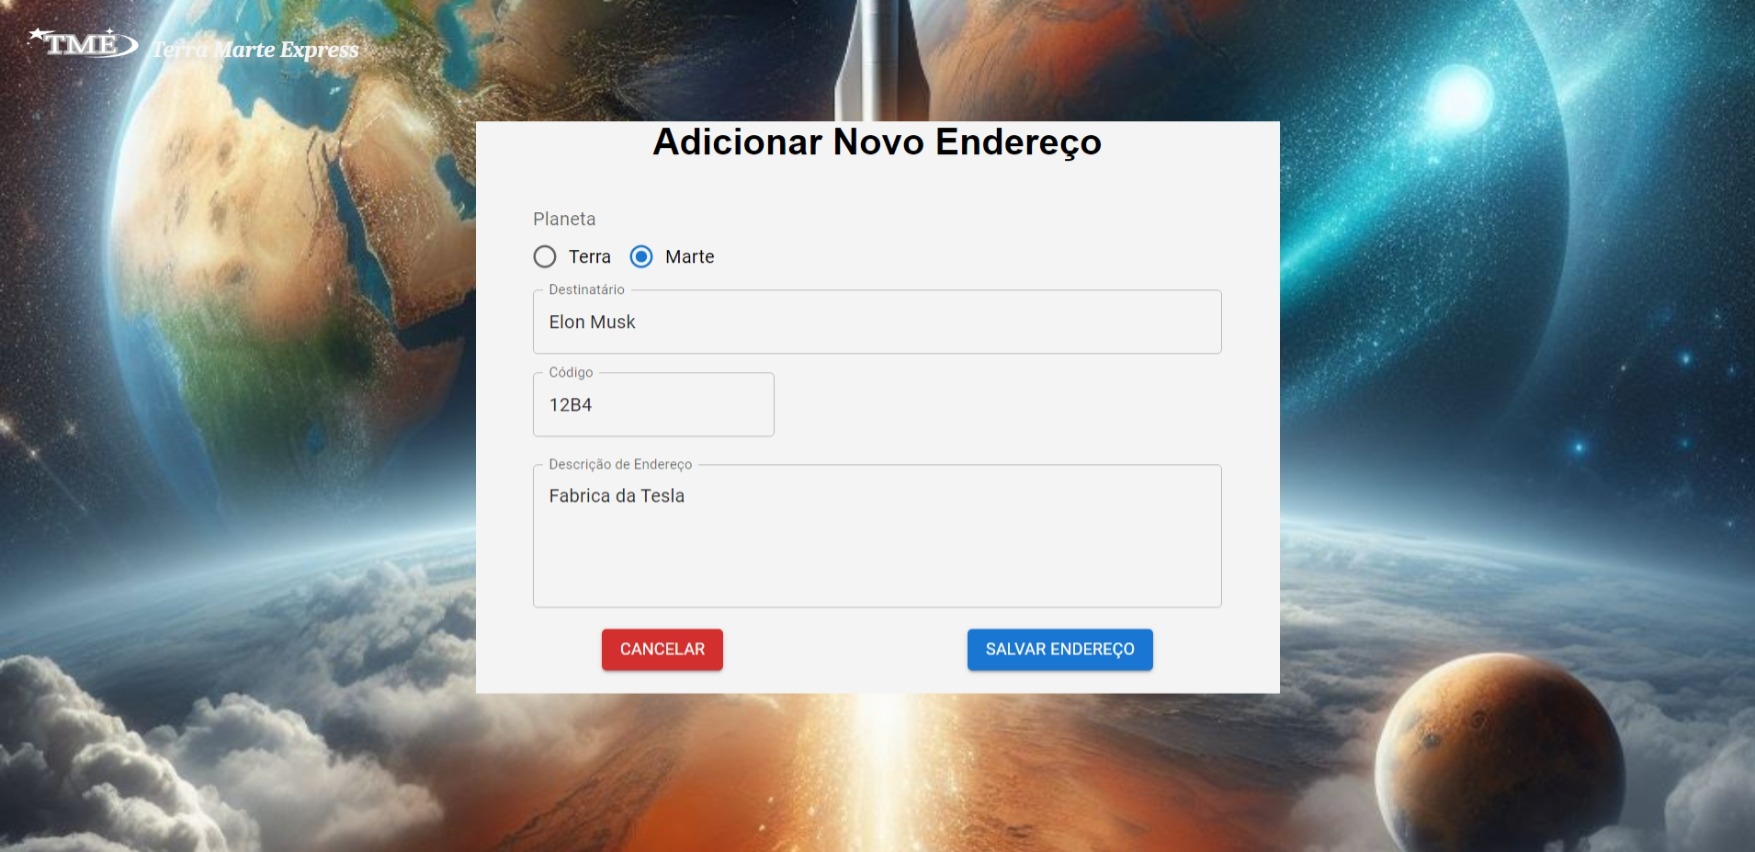 TME Terra Marte Express
Adicionar Novo Endereço
Planeta
Terra Marte
Destinatário
Elon Musk
Código
12B4
Descrição de Endereço
Fabrica da Tesla
CANCELAR SALVAR ENDEREÇO